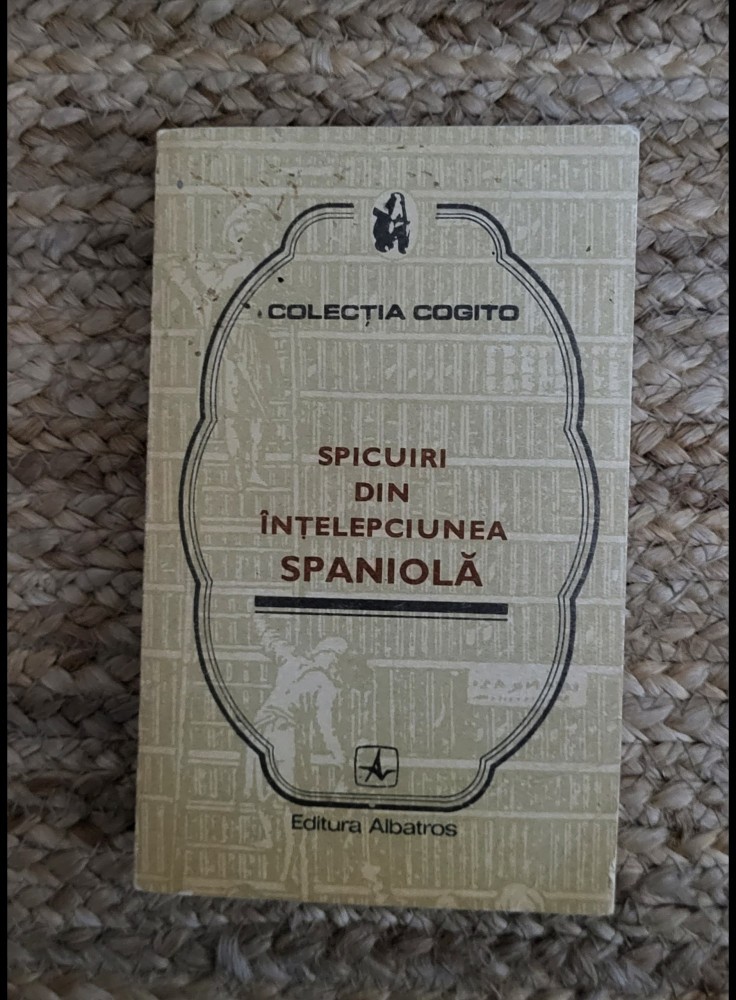 COLECȚIA COGITO
SPICUIRI
DIN
ÎNȚELEPCIUNEA
SPANIOLĂ
Editura Albatros